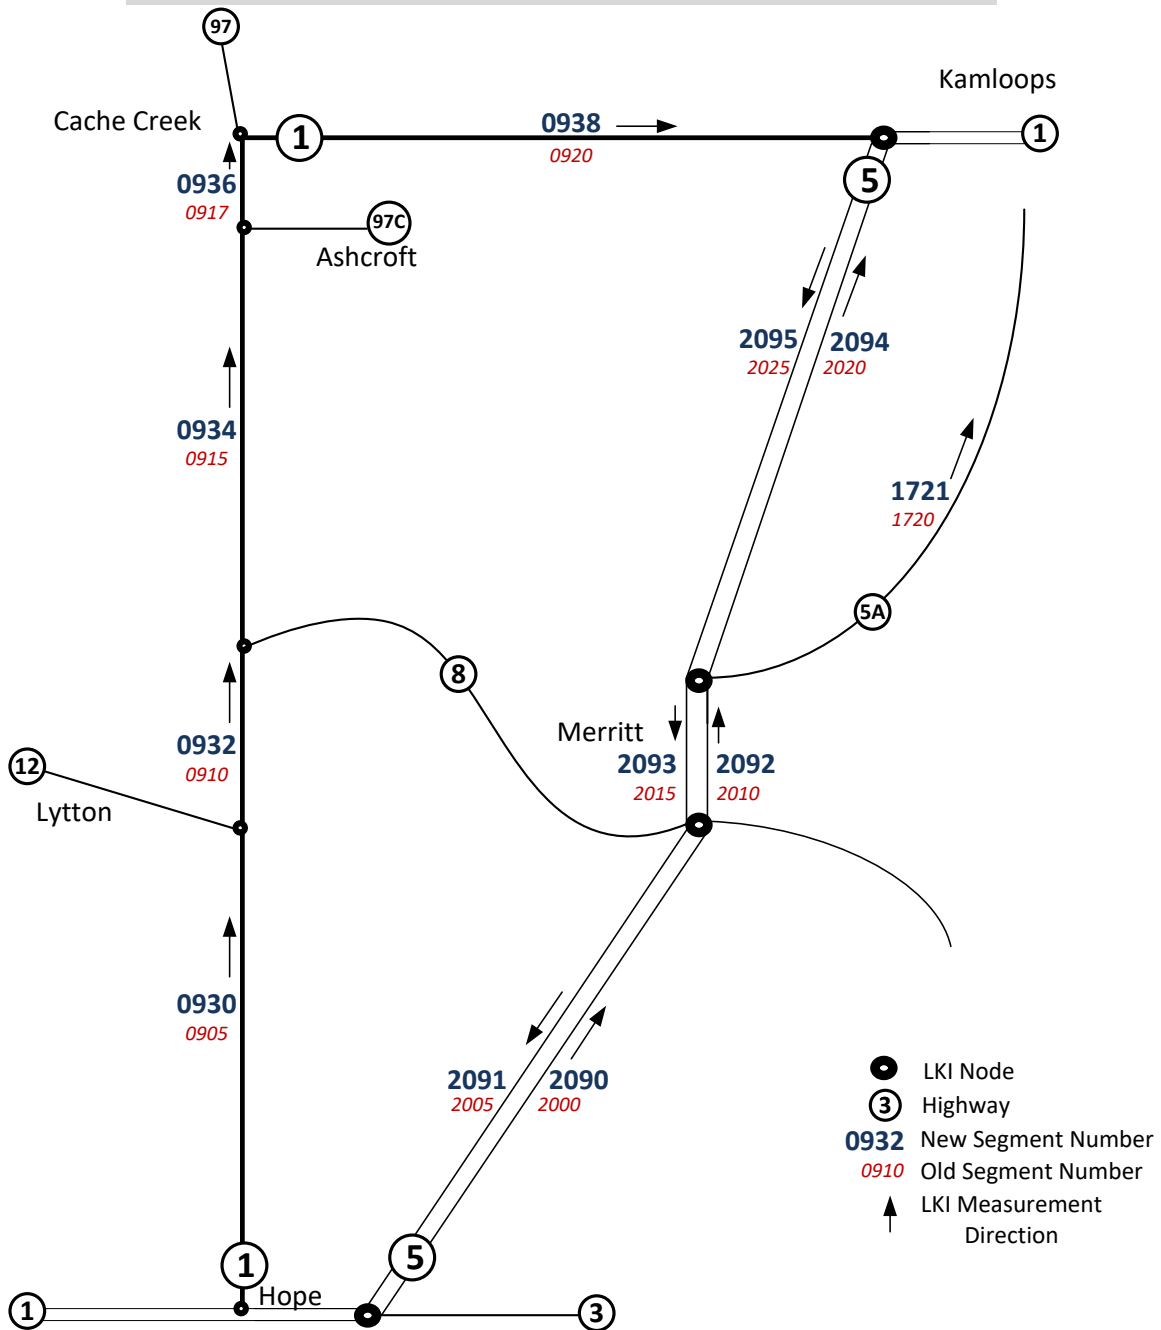 97
Kamloops
Cache Creek
1
0938
0920
1
5
0936
0917
97C
Ashcroft
2095
2025
2094
2020
0934
0915
1721
1720
5A
8
Merritt
0932
0910
2093
2015
2092
2010
12
Lytton
0930
0905
2091
2005
2090
2000
LKI Node
3
Highway
0932
New Segment Number
0910
Old Segment Number
LKI Measurement
Direction
1
5
Hope
1
3